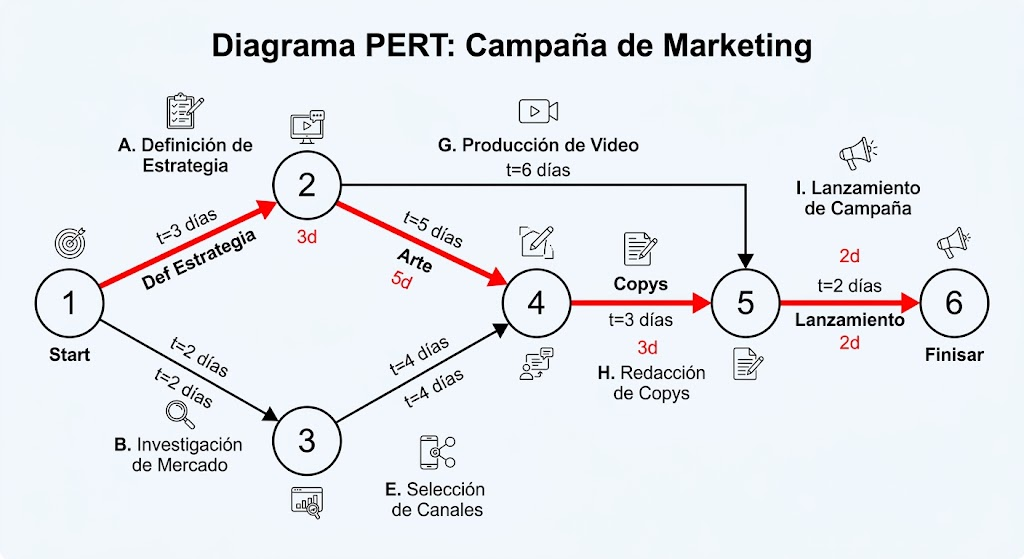 Diagrama PERT: Campaña de Marketing
A. Definición de
Estrategia
G. Producción de Video
t=6 días
I. Lanzamiento
de Campaña
2
t=3 días
Def Estrategia
3d
t=5 días
Arte
5d
1
Start
4
Copys
t=3 días
3d
H. Redacción
de Copys
5
2d
t=2 días
Lanzamiento
2d
6
Finisar
t=2 días
t=2 días
B. Investigación
de Mercado
3
t=4 días
t=4 días
E. Selección
de Canales